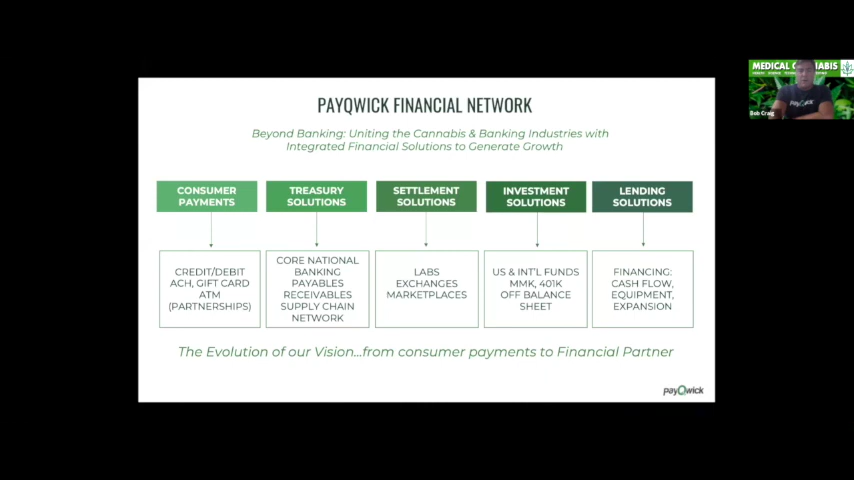 PAYQWICK FINANCIAL NETWORK
Beyond Banking: Uniting the Cannabis & Banking Industries with
Integrated Financial Solutions to Generate Growth
CONSUMER
PAYMENTS
TREASURY
SOLUTIONS
SETTLEMENT
SOLUTIONS
INVESTMENT
SOLUTIONS
LENDING
SOLUTIONS
CREDIT/DEBIT
ACH, GIFT CARD
ATM
(PARTNERSHIPS)
CORE NATIONAL
BANKING
PAYABLES
RECEIVABLES
SUPPLY CHAIN
NETWORK
LABS
EXCHANGES
MARKETPLACES
US & INT'L FUNDS
MMK, 401K
OFF BALANCE
SHEET
FINANCING:
CASH FLOW,
EQUIPMENT,
EXPANSION
The Evolution of our Vision...from consumer payments to Financial Partner
payQwick
MEDICAL
payQwick
Bob Craig